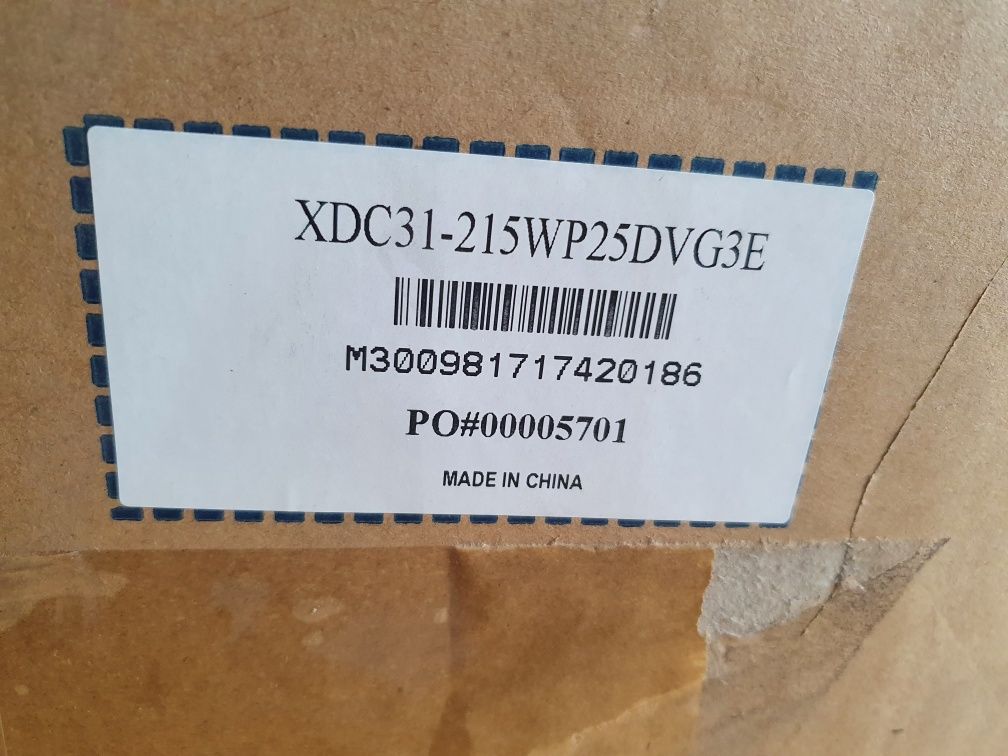 XDC31-215WP25DVG3E
M300981717420186
PO#00005701
MADE IN CHINA